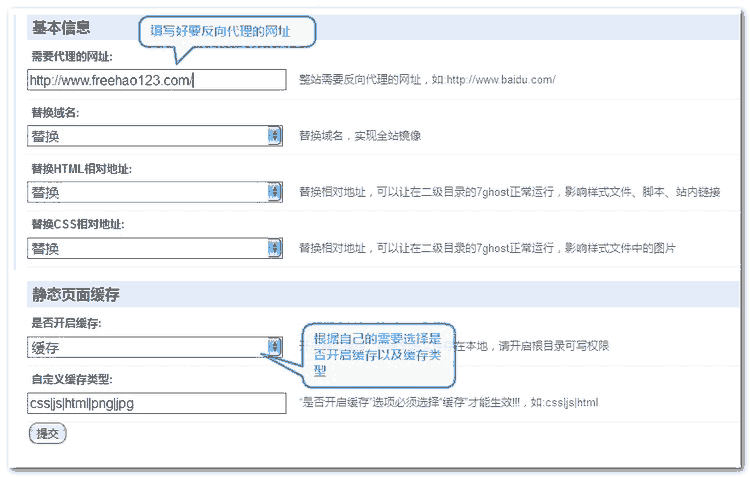 基本信息
填写好要反向代理的网址
需要代理的网址:
http://www.freehao123.com/
整站需要反向代理的网址，如:http://www.baidu.com/
替换域名:
替换
替换域名，实现全站镜像
替换HTML相对地址:
替换
替换相对地址，可以让在二级目录的7ghost正常运行，影响样式文件、脚本、站内链接
替换CSS相对地址:
替换
替换相对地址，可以让在二级目录的7ghost正常运行，影响样式文件中的图片
静态页面缓存
是否开启缓存:
根据自己的需要选择是
否开启缓存以及缓存类
型
缓存
在本地，请开启根目录可写权限
自定义缓存类型:
css|js|html|png|jpg
“是否开启缓存”选项必须选择“缓存”才能生效!!!，如:css|js|html
提交